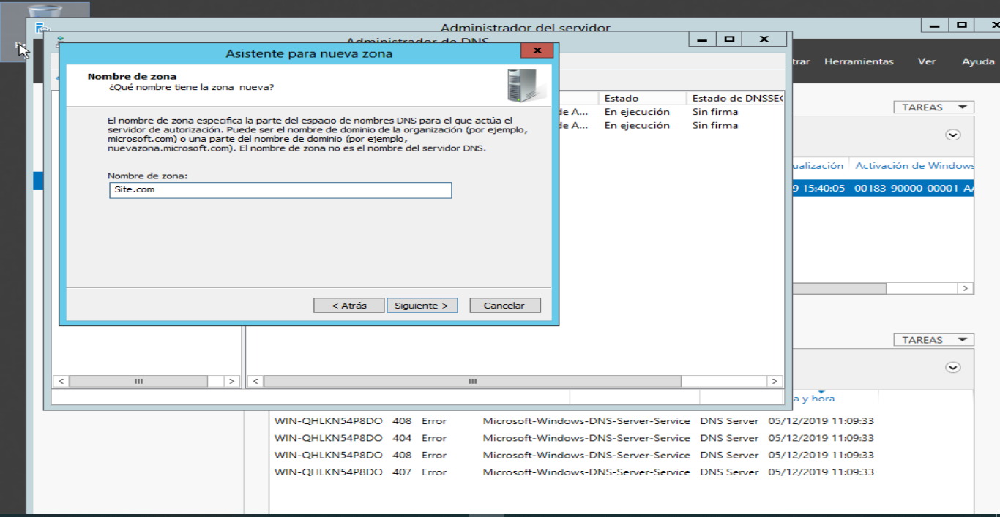 Administrador del servidor
Administrador de DNS
Asistente para nueva zona
trar Herramientas Ver Ayuda
Nombre de zona
¿Qué nombre tiene la zona nueva?
Estado Estado de DNSSEC
de A... En ejecución Sin firma
de A... En ejecución Sin firma
TAREAS
El nombre de zona especifica la parte del espacio de nombres DNS para el que actúa el
servidor de autorización. Puede ser el nombre de dominio de la organización (por ejemplo,
microsoft.com) o una parte del nombre de dominio (por ejemplo,
nuevazona.microsoft.com). El nombre de zona no es el nombre del servidor DNS.
ualización Activación de Windows
Nombre de zona:
Site.com
9 15:40:05 00183-90000-00001-AA
< Atrás Siguiente > Cancelar
TAREAS
a y hora
WIN-QHLKN54P8DO 408 Error Microsoft-Windows-DNS-Server-Service DNS Server 05/12/2019 11:09:33
WIN-QHLKN54P8DO 404 Error Microsoft-Windows-DNS-Server-Service DNS Server 05/12/2019 11:09:33
WIN-QHLKN54P8DO 408 Error Microsoft-Windows-DNS-Server-Service DNS Server 05/12/2019 11:09:33
WIN-QHLKN54P8DO 407 Error Microsoft-Windows-DNS-Server-Service DNS Server 05/12/2019 11:09:33